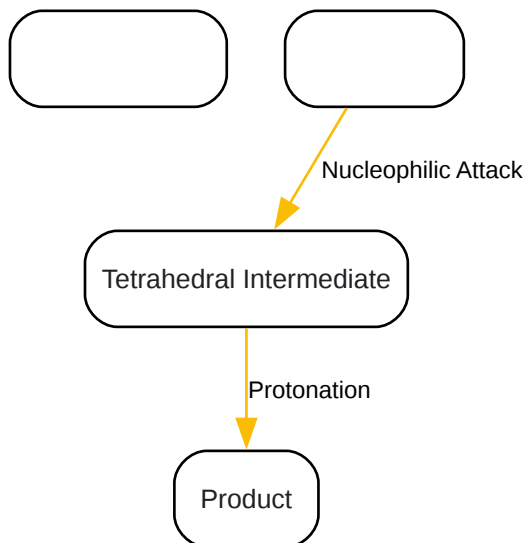 Nucleophilic Attack
Tetrahedral Intermediate
Protonation
Product